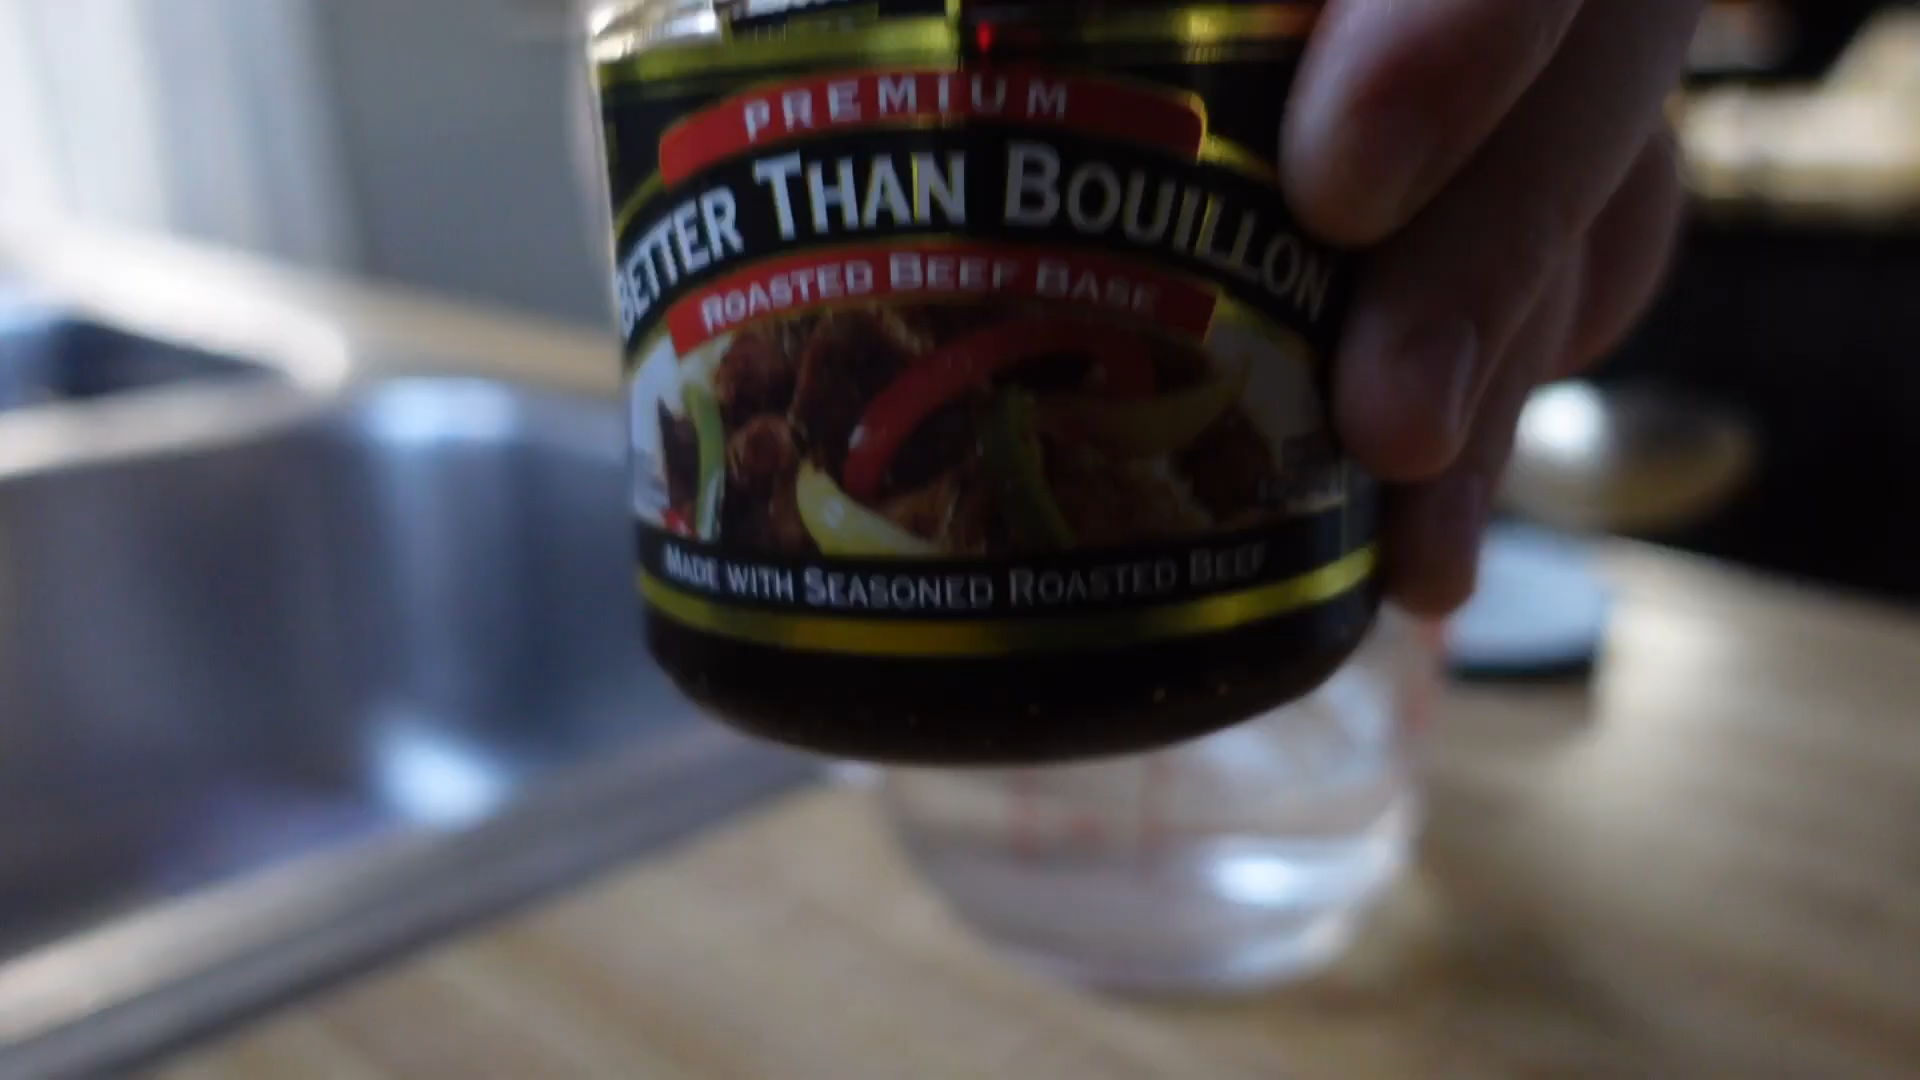 PREMIUM
BETTER THAN BOUILLON
ROASTED BEEF BASE
MADE WITH SEASONED ROASTED BEEF